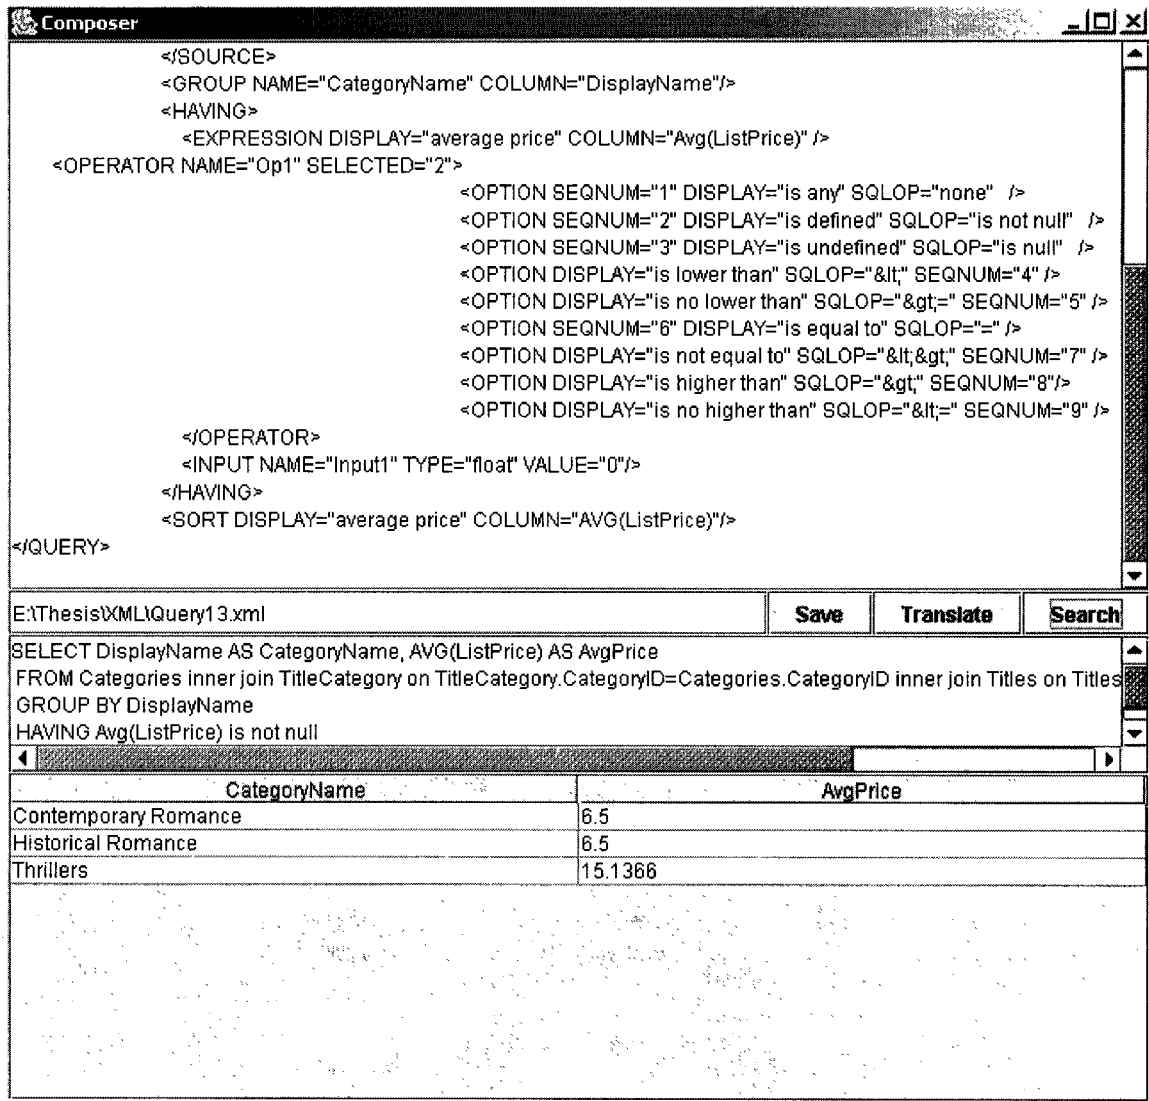 Composer
</SOURCE>
<GROUP NAME="CategoryName" COLUMN="DisplayName"/>
<HAVING>
<EXPRESSION DISPLAY="average price" COLUMN="Avg(ListPrice)" />
<OPERATOR NAME="Op1" SELECTED="2">
<OPTION SEQNUM="1" DISPLAY="is any" SQLOP="none" />
<OPTION SEQNUM="2" DISPLAY="is defined" SQLOP="is not null" />
<OPTION SEQNUM="3" DISPLAY="is undefined" SQLOP="is null" />
<OPTION DISPLAY="is lower than" SQLOP="&lt;" SEQNUM="4" />
<OPTION DISPLAY="is no lower than" SQLOP="&gt;=" SEQNUM="5" />
<OPTION SEQNUM="6" DISPLAY="is equal to" SQLOP="=" />
<OPTION DISPLAY="is not equal to" SQLOP="&lt;&gt;" SEQNUM="7" />
<OPTION DISPLAY="is higher than" SQLOP="&gt;" SEQNUM="8"/>
<OPTION DISPLAY="is no higher than" SQLOP="&lt;=" SEQNUM="9" />
</OPERATOR>
<INPUT NAME="Input1" TYPE="float" VALUE="0"/>
</HAVING>
<SORT DISPLAY="average price" COLUMN="AVG(ListPrice)"/>
</QUERY>
E:\Thesis\XML\Query13.xml Save Translate Search
SELECT DisplayName AS CategoryName, AVG(ListPrice) AS AvgPrice
FROM Categories inner join TitleCategory on TitleCategory.CategoryID=Categories.CategoryID inner join Titles on Titles
GROUP BY DisplayName
HAVING Avg(ListPrice) is not null
CategoryName AvgPrice
Contemporary Romance 6.5
Historical Romance 6.5
Thrillers 15.1366